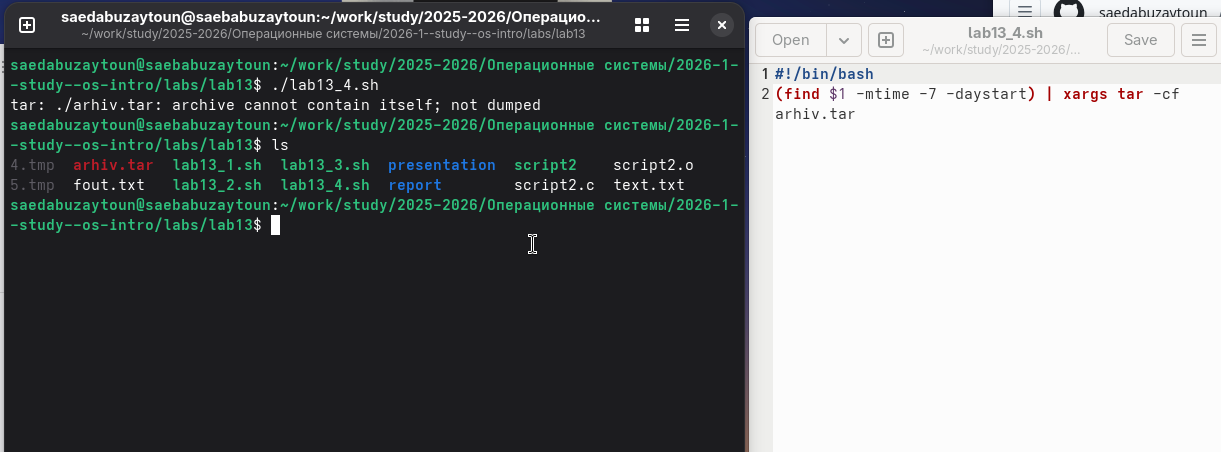 saedabuzaytoun@saebabuzaytoun:~/work/study/2025-2026/Операцио...
~/work/study/2025-2026/Операционные системы/2026-1--study--os-intro/labs/lab13
saedabuzaytoun@saebabuzaytoun:~/work/study/2025-2026/Операционные системы/2026-1-
-study--os-intro/labs/lab13$ ./lab13_4.sh
tar: ./arhiv.tar: archive cannot contain itself; not dumped
saedabuzaytoun@saebabuzaytoun:~/work/study/2025-2026/Операционные системы/2026-1-
-study--os-intro/labs/lab13$ ls
4.tmp arhiv.tar lab13_1.sh lab13_3.sh presentation script2 script2.o
5.tmp fout.txt lab13_2.sh lab13_4.sh report script2.c text.txt
saedabuzaytoun@saebabuzaytoun:~/work/study/2025-2026/Операционные системы/2026-1-
-study--os-intro/labs/lab13$
saedabuzaytoun
Open
lab13_4.sh
~/work/study/2025-2026/...
Save
1 #!/bin/bash
2 (find $1 -mtime -7 -daystart) | xargs tar -cf
arhiv.tar